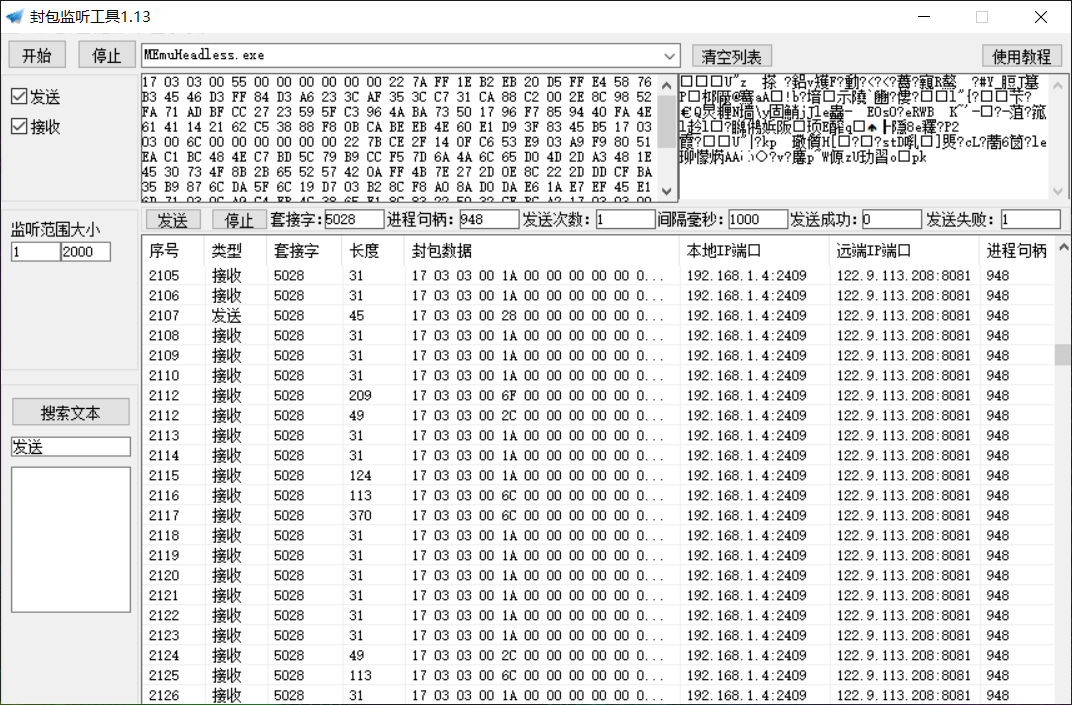 封包监听工具1.13
开始 停止 MEmuHeadless.exe 清空列表 使用教程
发送
接收
17 03 03 00 55 00 00 00 00 00 00 00 22 7A FF 1E B2 EB 20 D5 FF E4 58 76
B3 45 46 D3 FF 84 D3 A6 23 3C AF 35 3C C7 31 CA 88 C2 00 2E 8C 98 52
FA 71 AD BF CC 27 23 59 5F C3 96 4A BA 73 50 17 96 F7 85 94 40 FA 4E
61 41 14 21 62 C5 38 88 F8 0B CA BE EB 4E 60 E1 D9 3F 83 45 B5 17 03
03 00 6C 00 00 00 00 00 00 00 22 7B CE 2F 14 0F C6 53 E9 03 A9 F9 80 51
EA C1 BC 48 4E C7 BD 5C 79 B9 CC F5 7D 6A 4A 6C 65 D0 4D 2D A3 48 1E
45 30 73 4F 8B 2B 65 52 57 42 0A FF 4B 7E 27 2D 0E 8C 22 2D DD CF BA
35 B9 87 6C DA 5F 6C 19 D7 03 B2 8C F8 A0 8A D0 DA E6 1A E7 EF 45 E1
监听范围大小
1 2000
发送 停止 套接字:5028 进程句柄:948 发送次数:1 间隔毫秒:1000 发送成功:0 发送失败:1
搜索文本
发送
序号 类型 套接字 长度 封包数据 本地IP端口 远端IP端口 进程句柄
2105 接收 5028 31 17 03 03 00 1A 00 00 00 00 00 0... 192.168.1.4:2409 122.9.113.208:8081 948
2106 接收 5028 31 17 03 03 00 1A 00 00 00 00 00 0... 192.168.1.4:2409 122.9.113.208:8081 948
2107 发送 5028 45 17 03 03 00 28 00 00 00 00 00 0... 192.168.1.4:2409 122.9.113.208:8081 948
2108 接收 5028 31 17 03 03 00 1A 00 00 00 00 00 0... 192.168.1.4:2409 122.9.113.208:8081 948
2109 接收 5028 31 17 03 03 00 1A 00 00 00 00 00 0... 192.168.1.4:2409 122.9.113.208:8081 948
2110 接收 5028 31 17 03 03 00 1A 00 00 00 00 00 0... 192.168.1.4:2409 122.9.113.208:8081 948
2112 接收 5028 209 17 03 03 00 6F 00 00 00 00 00 0... 192.168.1.4:2409 122.9.113.208:8081 948
2112 接收 5028 49 17 03 03 00 2C 00 00 00 00 00 0... 192.168.1.4:2409 122.9.113.208:8081 948
2113 接收 5028 31 17 03 03 00 1A 00 00 00 00 00 0... 192.168.1.4:2409 122.9.113.208:8081 948
2114 接收 5028 31 17 03 03 00 1A 00 00 00 00 00 0... 192.168.1.4:2409 122.9.113.208:8081 948
2115 接收 5028 124 17 03 03 00 1A 00 00 00 00 00 0... 192.168.1.4:2409 122.9.113.208:8081 948
2116 接收 5028 113 17 03 03 00 6C 00 00 00 00 00 0... 192.168.1.4:2409 122.9.113.208:8081 948
2117 接收 5028 370 17 03 03 00 6C 00 00 00 00 00 0... 192.168.1.4:2409 122.9.113.208:8081 948
2118 接收 5028 31 17 03 03 00 1A 00 00 00 00 00 0... 192.168.1.4:2409 122.9.113.208:8081 948
2119 接收 5028 31 17 03 03 00 1A 00 00 00 00 00 0... 192.168.1.4:2409 122.9.113.208:8081 948
2120 接收 5028 31 17 03 03 00 1A 00 00 00 00 00 0... 192.168.1.4:2409 122.9.113.208:8081 948
2121 接收 5028 31 17 03 03 00 1A 00 00 00 00 00 0... 192.168.1.4:2409 122.9.113.208:8081 948
2122 接收 5028 31 17 03 03 00 1A 00 00 00 00 00 0... 192.168.1.4:2409 122.9.113.208:8081 948
2123 接收 5028 31 17 03 03 00 1A 00 00 00 00 00 0... 192.168.1.4:2409 122.9.113.208:8081 948
2124 接收 5028 49 17 03 03 00 2C 00 00 00 00 00 0... 192.168.1.4:2409 122.9.113.208:8081 948
2125 接收 5028 113 17 03 03 00 6C 00 00 00 00 00 0... 192.168.1.4:2409 122.9.113.208:8081 948
2126 接收 5028 31 17 03 03 00 1A 00 00 00 00 00 0... 192.168.1.4:2409 122.9.113.208:8081 948